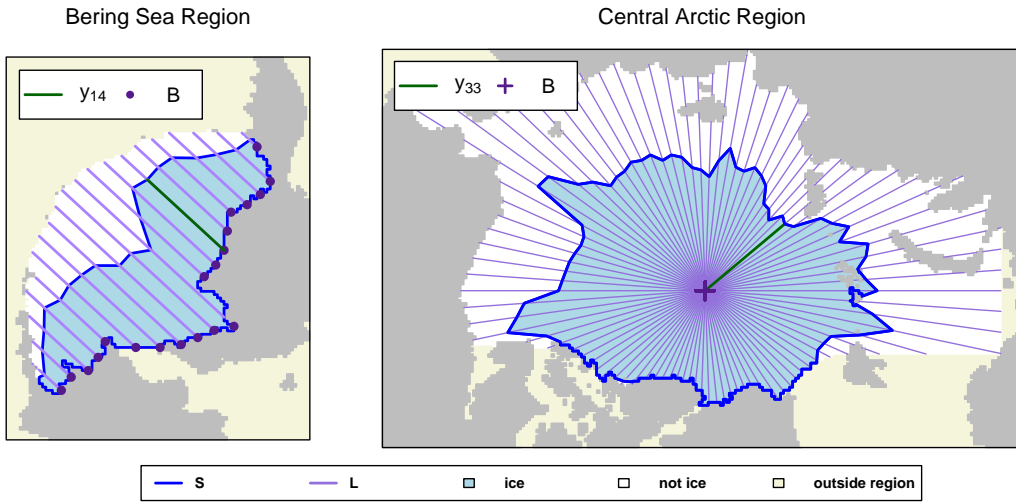 Bering Sea Region
Central Arctic Region
y14 B
y33 B
S L ice not ice outside region